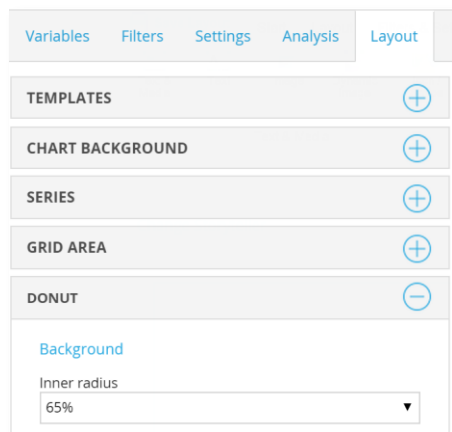 Variables Filters Settings Analysis Layout
TEMPLATES
CHART BACKGROUND
SERIES
GRID AREA
DONUT
Background
Inner radius
65%